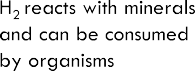 H₂ reacts with minerals
and can be consumed
by organisms